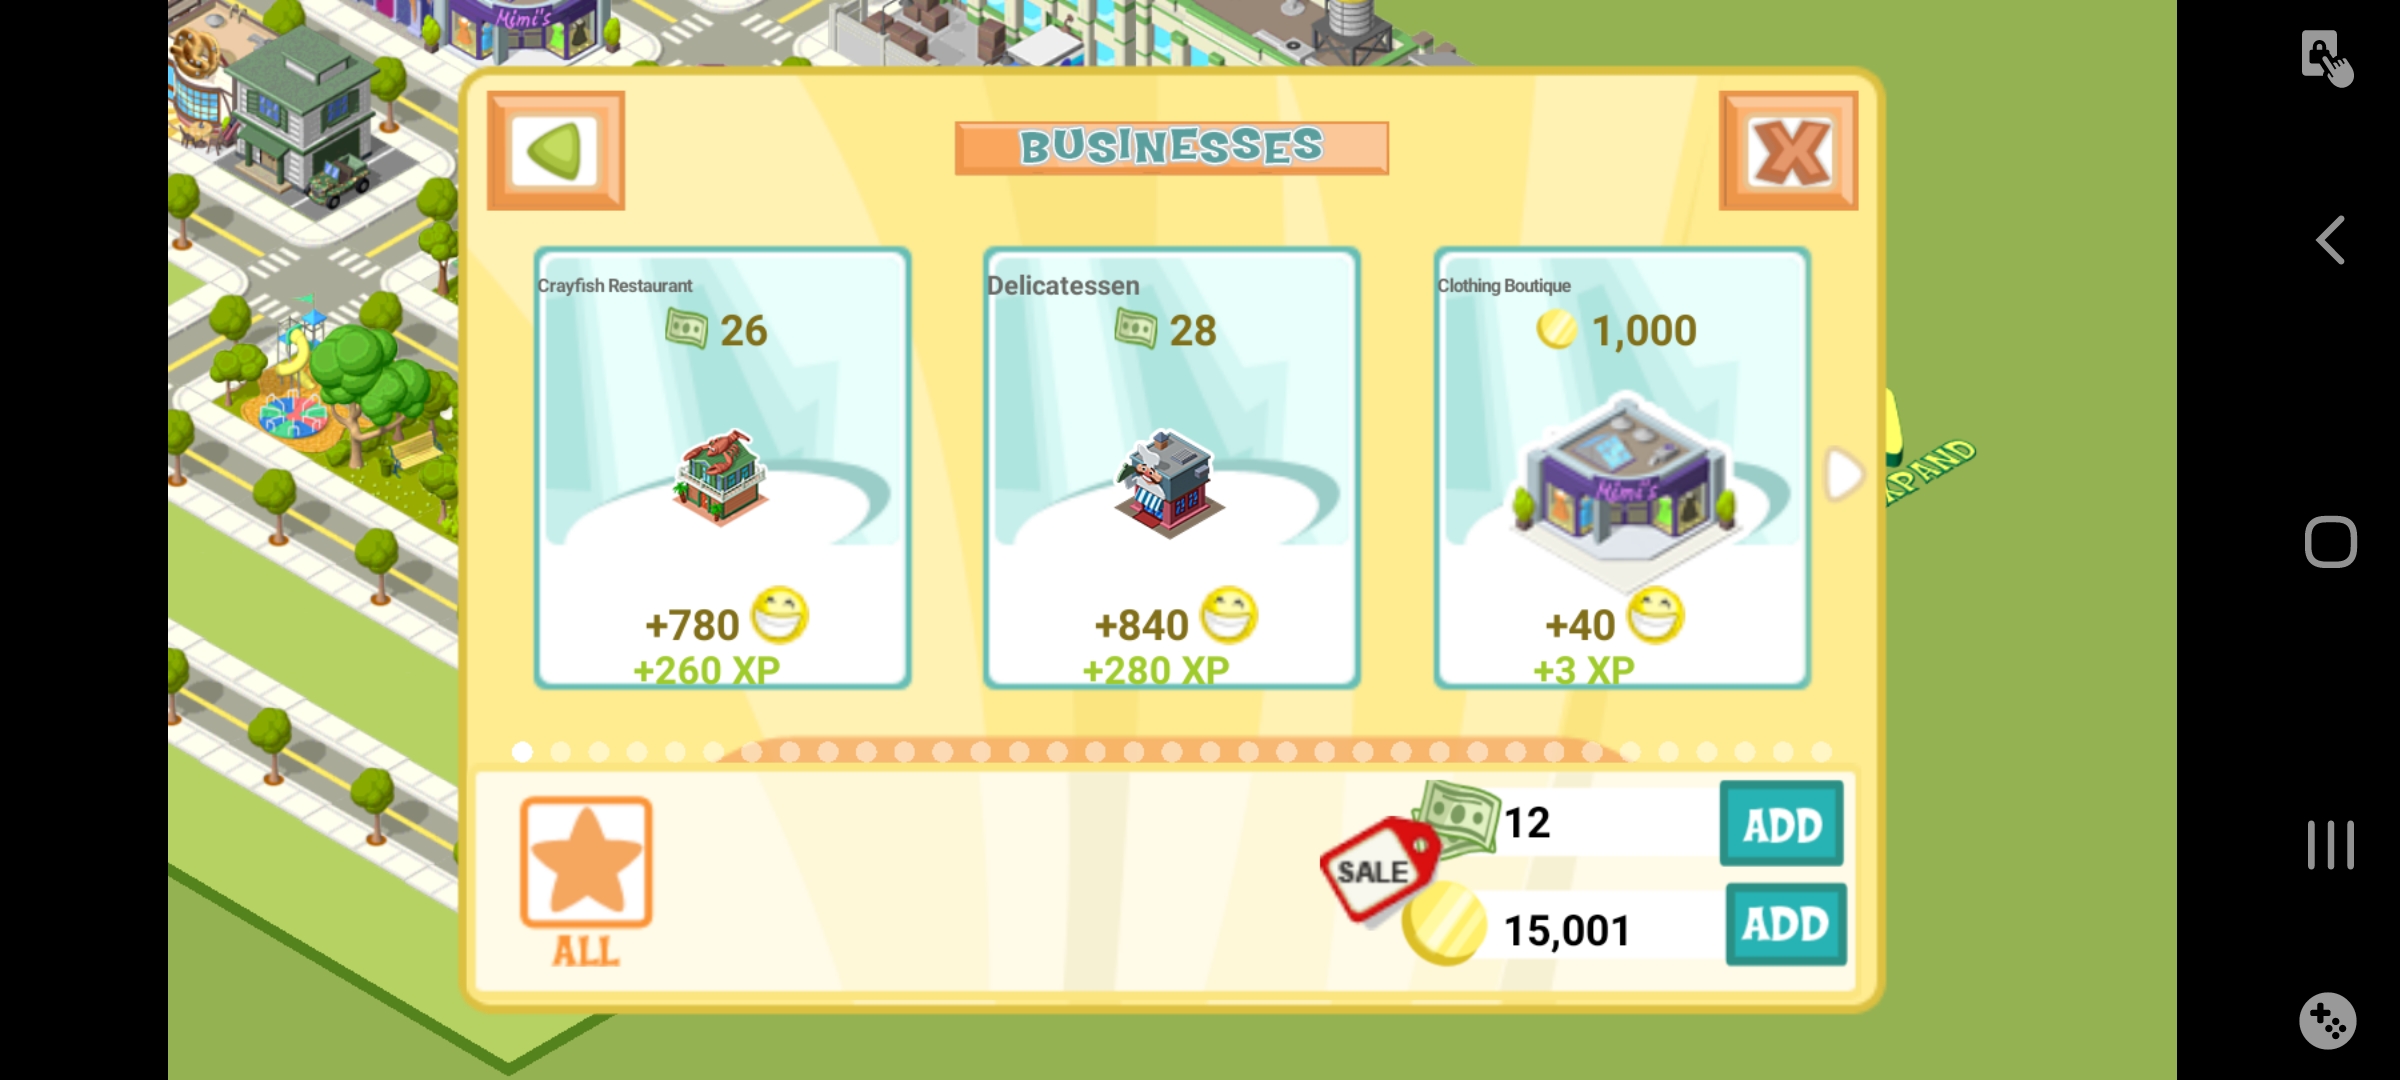 Mimi's
BUSINESSES
X
Crayfish Restaurant
26
+780
+260 XP
Delicatessen
28
+840
+280 XP
Clothing Boutique
1,000
Mimi's
+40
+3 XP
XPAND
ALL
SALE
12
ADD
15,001
ADD